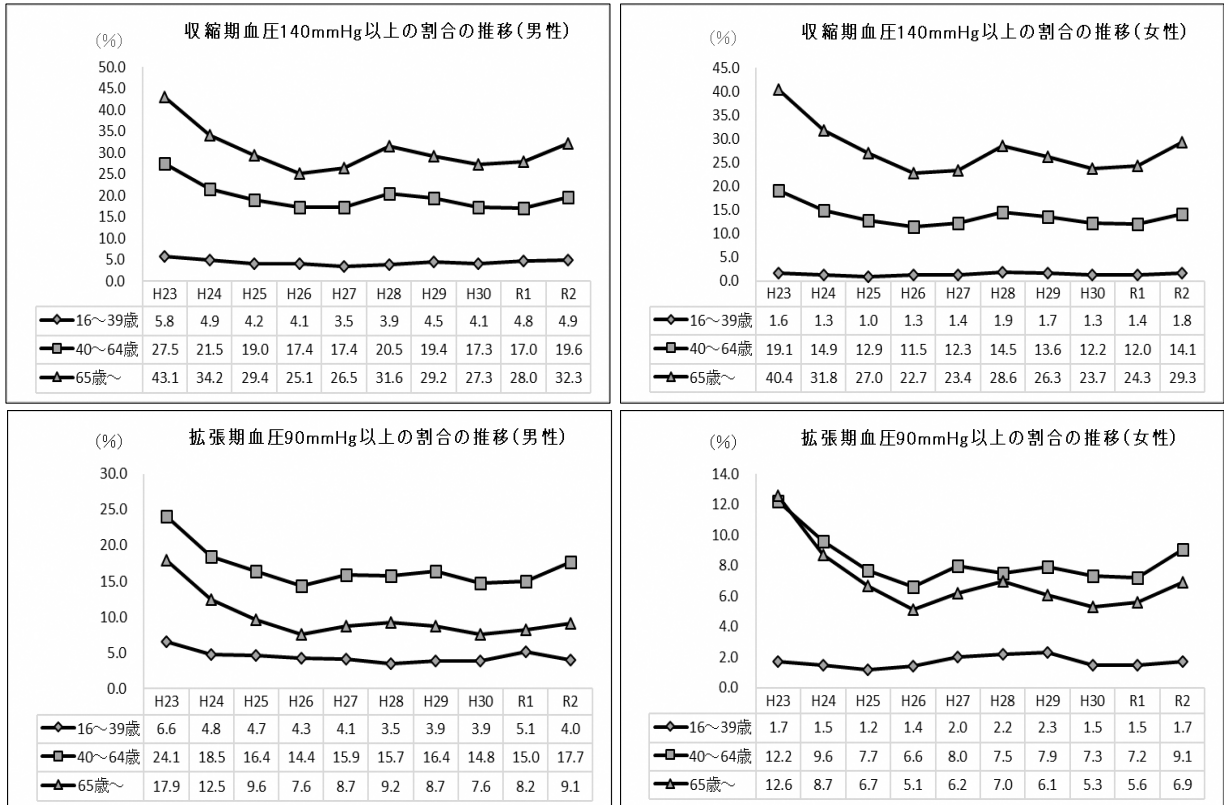 収縮期血圧140mmHg以上の割合の推移(男性)
(%)
50.0
45.0
40.0
35.0
30.0
25.0
20.0
15.0
10.0
5.0
0.0
H23 H24 H25 H26 H27 H28 H29 H30 R1 R2
16～39歳 5.8 4.9 4.2 4.1 3.5 3.9 4.5 4.1 4.8 4.9
40～64歳 27.5 21.5 19.0 17.4 17.4 20.5 19.4 17.3 17.0 19.6
65歳～ 43.1 34.2 29.4 25.1 26.5 31.6 29.2 27.3 28.0 32.3
収縮期血圧140mmHg以上の割合の推移(女性)
(%)
45.0
40.0
35.0
30.0
25.0
20.0
15.0
10.0
5.0
0.0
H23 H24 H25 H26 H27 H28 H29 H30 R1 R2
16～39歳 1.6 1.3 1.0 1.3 1.4 1.9 1.7 1.3 1.4 1.8
40～64歳 19.1 14.9 12.9 11.5 12.3 14.5 13.6 12.2 12.0 14.1
65歳～ 40.4 31.8 27.0 22.7 23.4 28.6 26.3 23.7 24.3 29.3
拡張期血圧90mmHg以上の割合の推移(男性)
(%)
30.0
25.0
20.0
15.0
10.0
5.0
0.0
H23 H24 H25 H26 H27 H28 H29 H30 R1 R2
16～39歳 6.6 4.8 4.7 4.3 4.1 3.5 3.9 3.9 5.1 4.0
40～64歳 24.1 18.5 16.4 14.4 15.9 15.7 16.4 14.8 15.0 17.7
65歳～ 17.9 12.5 9.6 7.6 8.7 9.2 8.7 7.6 8.2 9.1
拡張期血圧90mmHg以上の割合の推移(女性)
(%)
14.0
12.0
10.0
8.0
6.0
4.0
2.0
0.0
H23 H24 H25 H26 H27 H28 H29 H30 R1 R2
16～39歳 1.7 1.5 1.2 1.4 2.0 2.2 2.3 1.5 1.5 1.7
40～64歳 12.2 9.6 7.7 6.6 8.0 7.5 7.9 7.3 7.2 9.1
65歳～ 12.6 8.7 6.7 5.1 6.2 7.0 6.1 5.3 5.6 6.9